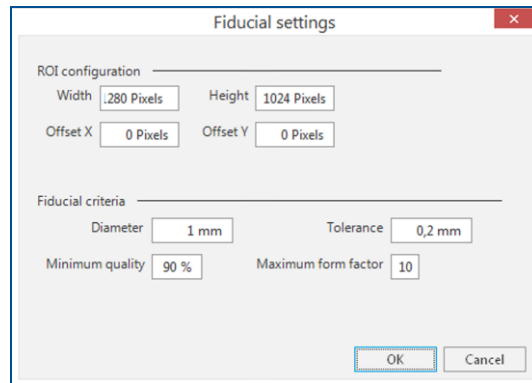 Fiducial settings
ROI configuration
Width 1280 Pixels Height 1024 Pixels
Offset X 0 Pixels Offset Y 0 Pixels
Fiducial criteria
Diameter 1 mm Tolerance 0,2 mm
Minimum quality 90 % Maximum form factor 10
OK Cancel